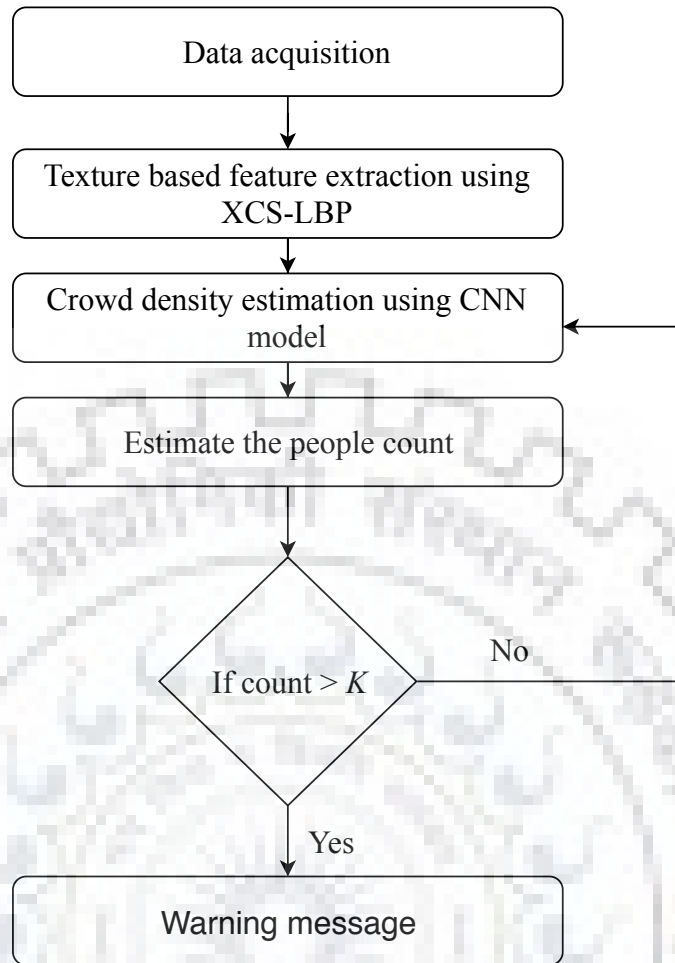 Data acquisition
Texture based feature extraction using
XCS-LBP
Crowd density estimation using CNN
model
Estimate the people count
If count > K
No
Yes
Warning message